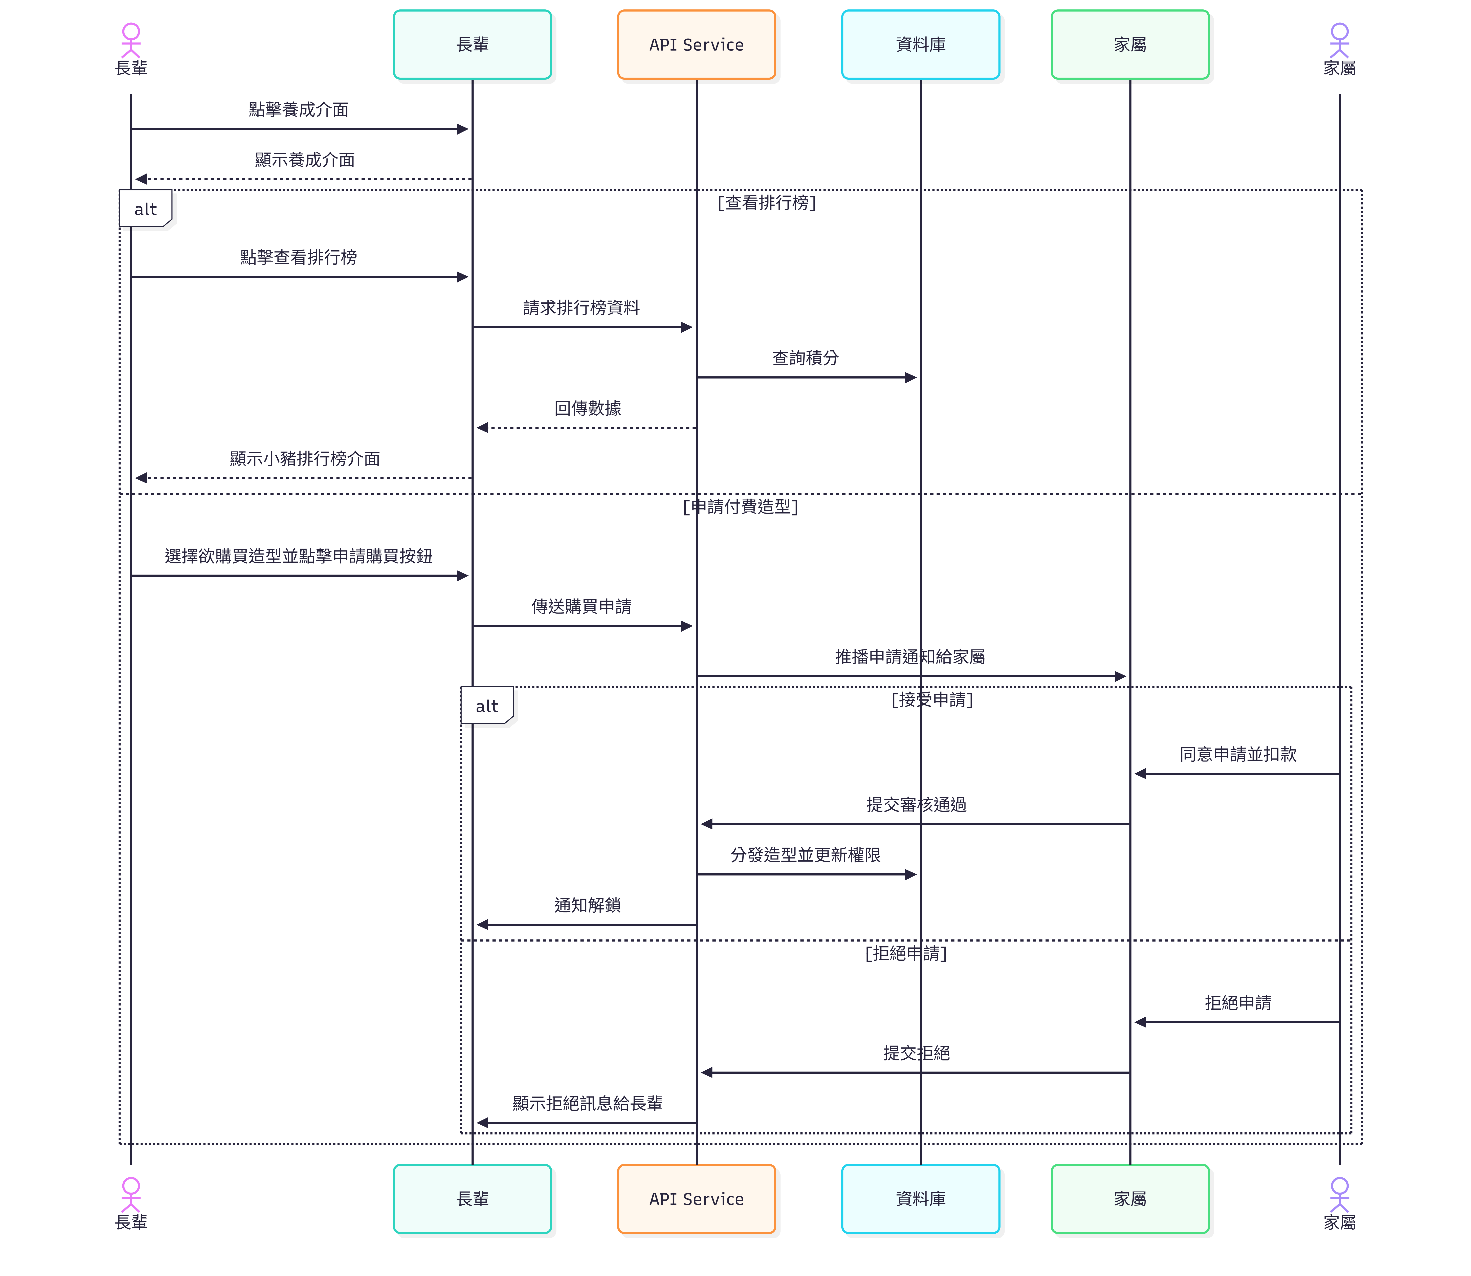 長輩
長輩
API Service
資料庫
家屬
家屬
點擊養成介面
顯示養成介面
alt
[查看排行榜]
點擊查看排行榜
請求排行榜資料
查詢積分
回傳數據
顯示小豬排行榜介面
[申請付費造型]
選擇欲購買造型並點擊申請購買按鈕
傳送購買申請
推播申請通知給家屬
alt
[接受申請]
同意申請並扣款
提交審核通過
分發造型並更新權限
通知解鎖
[拒絕申請]
拒絕申請
提交拒絕
顯示拒絕訊息給長輩
長輩
長輩
API Service
資料庫
家屬
家屬